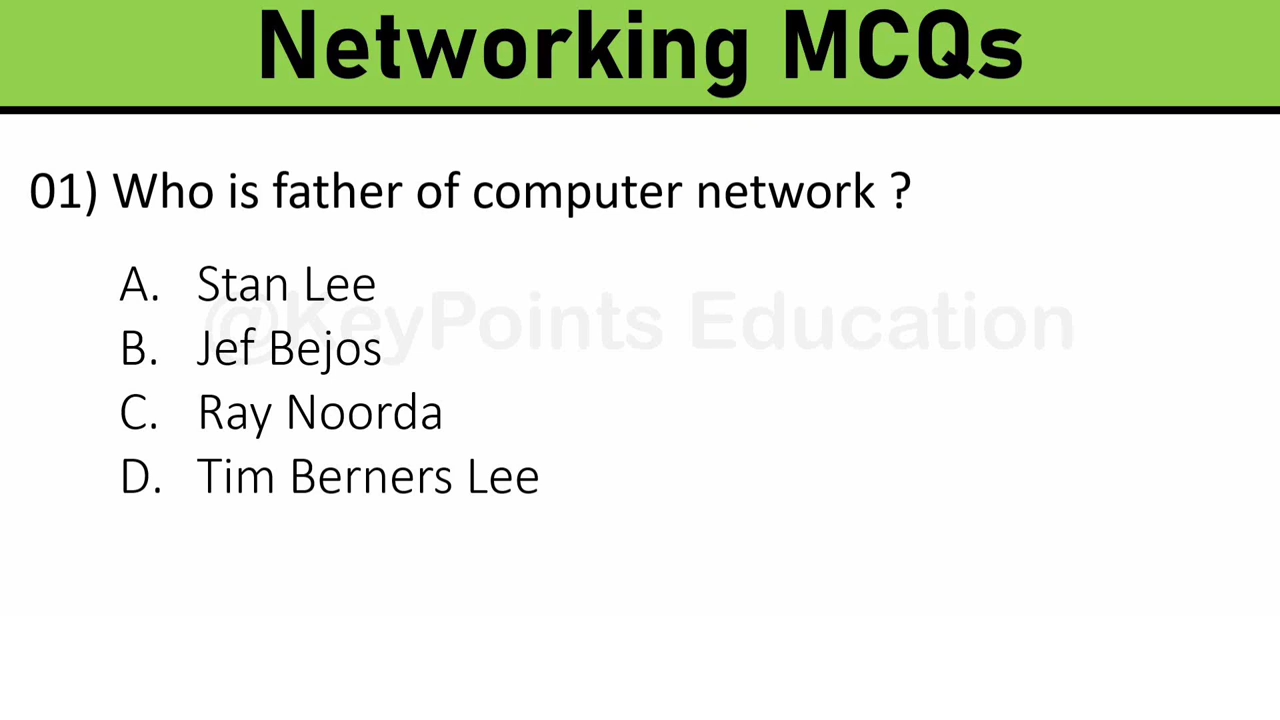 Networking MCQs
01) Who is father of computer network ?
A. Stan Lee
@KeyPoints Education
B. Jef Bejos
C. Ray Noorda
D. Tim Berners Lee